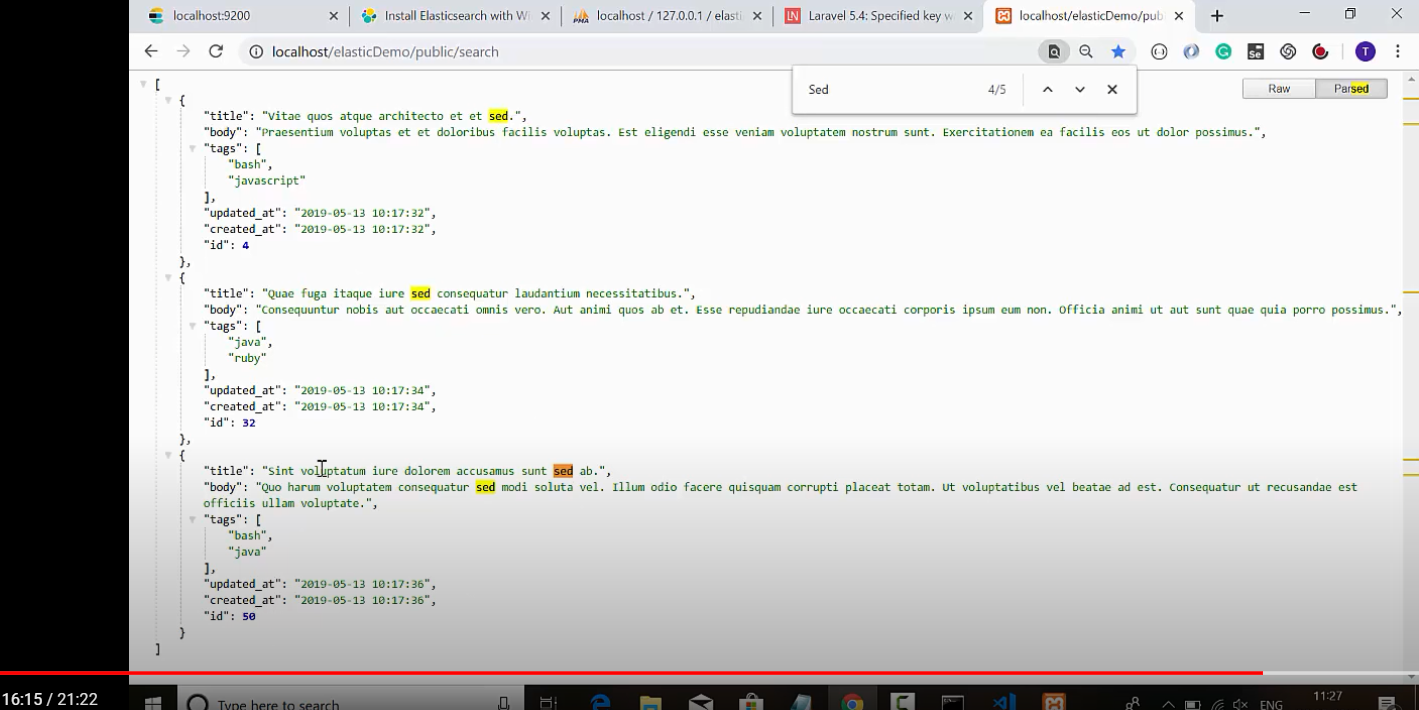 localhost:9200
Install Elasticsearch with Wi
localhost / 127.0.0.1 / elasti
Laravel 5.4: Specified key w
localhost/elasticDemo/pub
localhost/elasticDemo/public/search
Sed 4/5
Raw Parsed
[
{
"title": "Vitae quos atque architecto et et sed.",
"body": "Praesentium voluptas et et doloribus facilis voluptas. Est eligendi esse veniam voluptatem nostrum sunt. Exercitationem ea facilis eos ut dolor possimus.",
"tags": [
"bash",
"javascript"
],
"updated_at": "2019-05-13 10:17:32",
"created_at": "2019-05-13 10:17:32",
"id": 4
},
{
"title": "Quae fuga itaque iure sed consequatur laudantium necessitatibus.",
"body": "Consequuntur nobis aut occaecati omnis vero. Aut animi quos ab et. Esse repudiandae iure occaecati corporis ipsum eum non. Officia animi ut aut sunt quae quia porro possimus.",
"tags": [
"java",
"ruby"
],
"updated_at": "2019-05-13 10:17:34",
"created_at": "2019-05-13 10:17:34",
"id": 32
},
{
"title": "Sint voluptatum iure dolorem accusamus sunt sed ab.",
"body": "Quo harum voluptatem consequatur sed modi soluta vel. Illum odio facere quisquam corrupti placeat totam. Ut voluptatibus vel beatae ad est. Consequatur ut recusandae est
officiis ullam voluptate.",
"tags": [
"bash",
"java"
],
"updated_at": "2019-05-13 10:17:36",
"created_at": "2019-05-13 10:17:36",
"id": 50
}
]
16:15 / 21:22
Type here to search
ENG
11:27